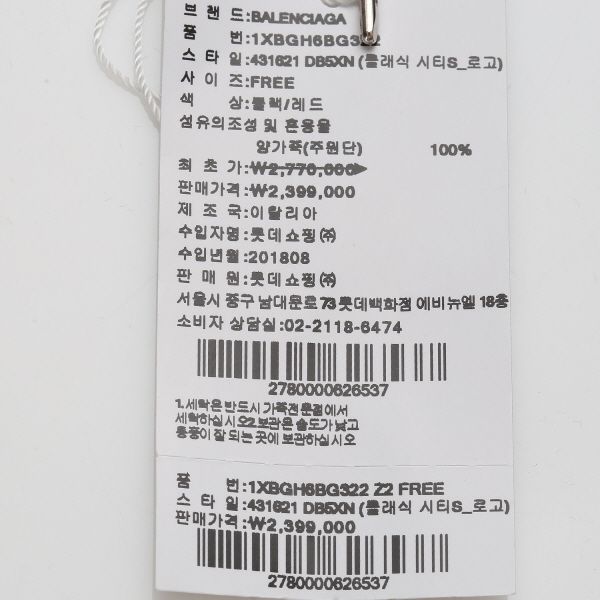 브 랜 드:BALENCIAGA
품 번:1XBGH6BG322
스 타 일:431621 DB5XN (클래식 시티S_로고)
사 이 즈:FREE
색 상:블랙/레드
섬유의조성 및 혼용율
양가죽(주원단) 100%
최 초 가:₩2,770,000
판매가격:₩2,399,000
제 조 국:이탈리아
수입자명:롯데쇼핑㈜
수입년월:201808
판 매 원:롯데쇼핑㈜
서울시 중구 남대문로 73 롯데백화점 에비뉴엘 18층
소비자 상담실:02-2118-6474
2780000626537
1.세탁은반드시가죽전문점에서
세탁하십시오2.보관은 습도가낮고
통풍이 잘 되는 곳에 보관하십시오
품 번:1XBGH6BG322 Z2 FREE
스 타 일:431621 DB5XN (클래식 시티S_로고)
판매가격:₩2,399,000
2780000626537